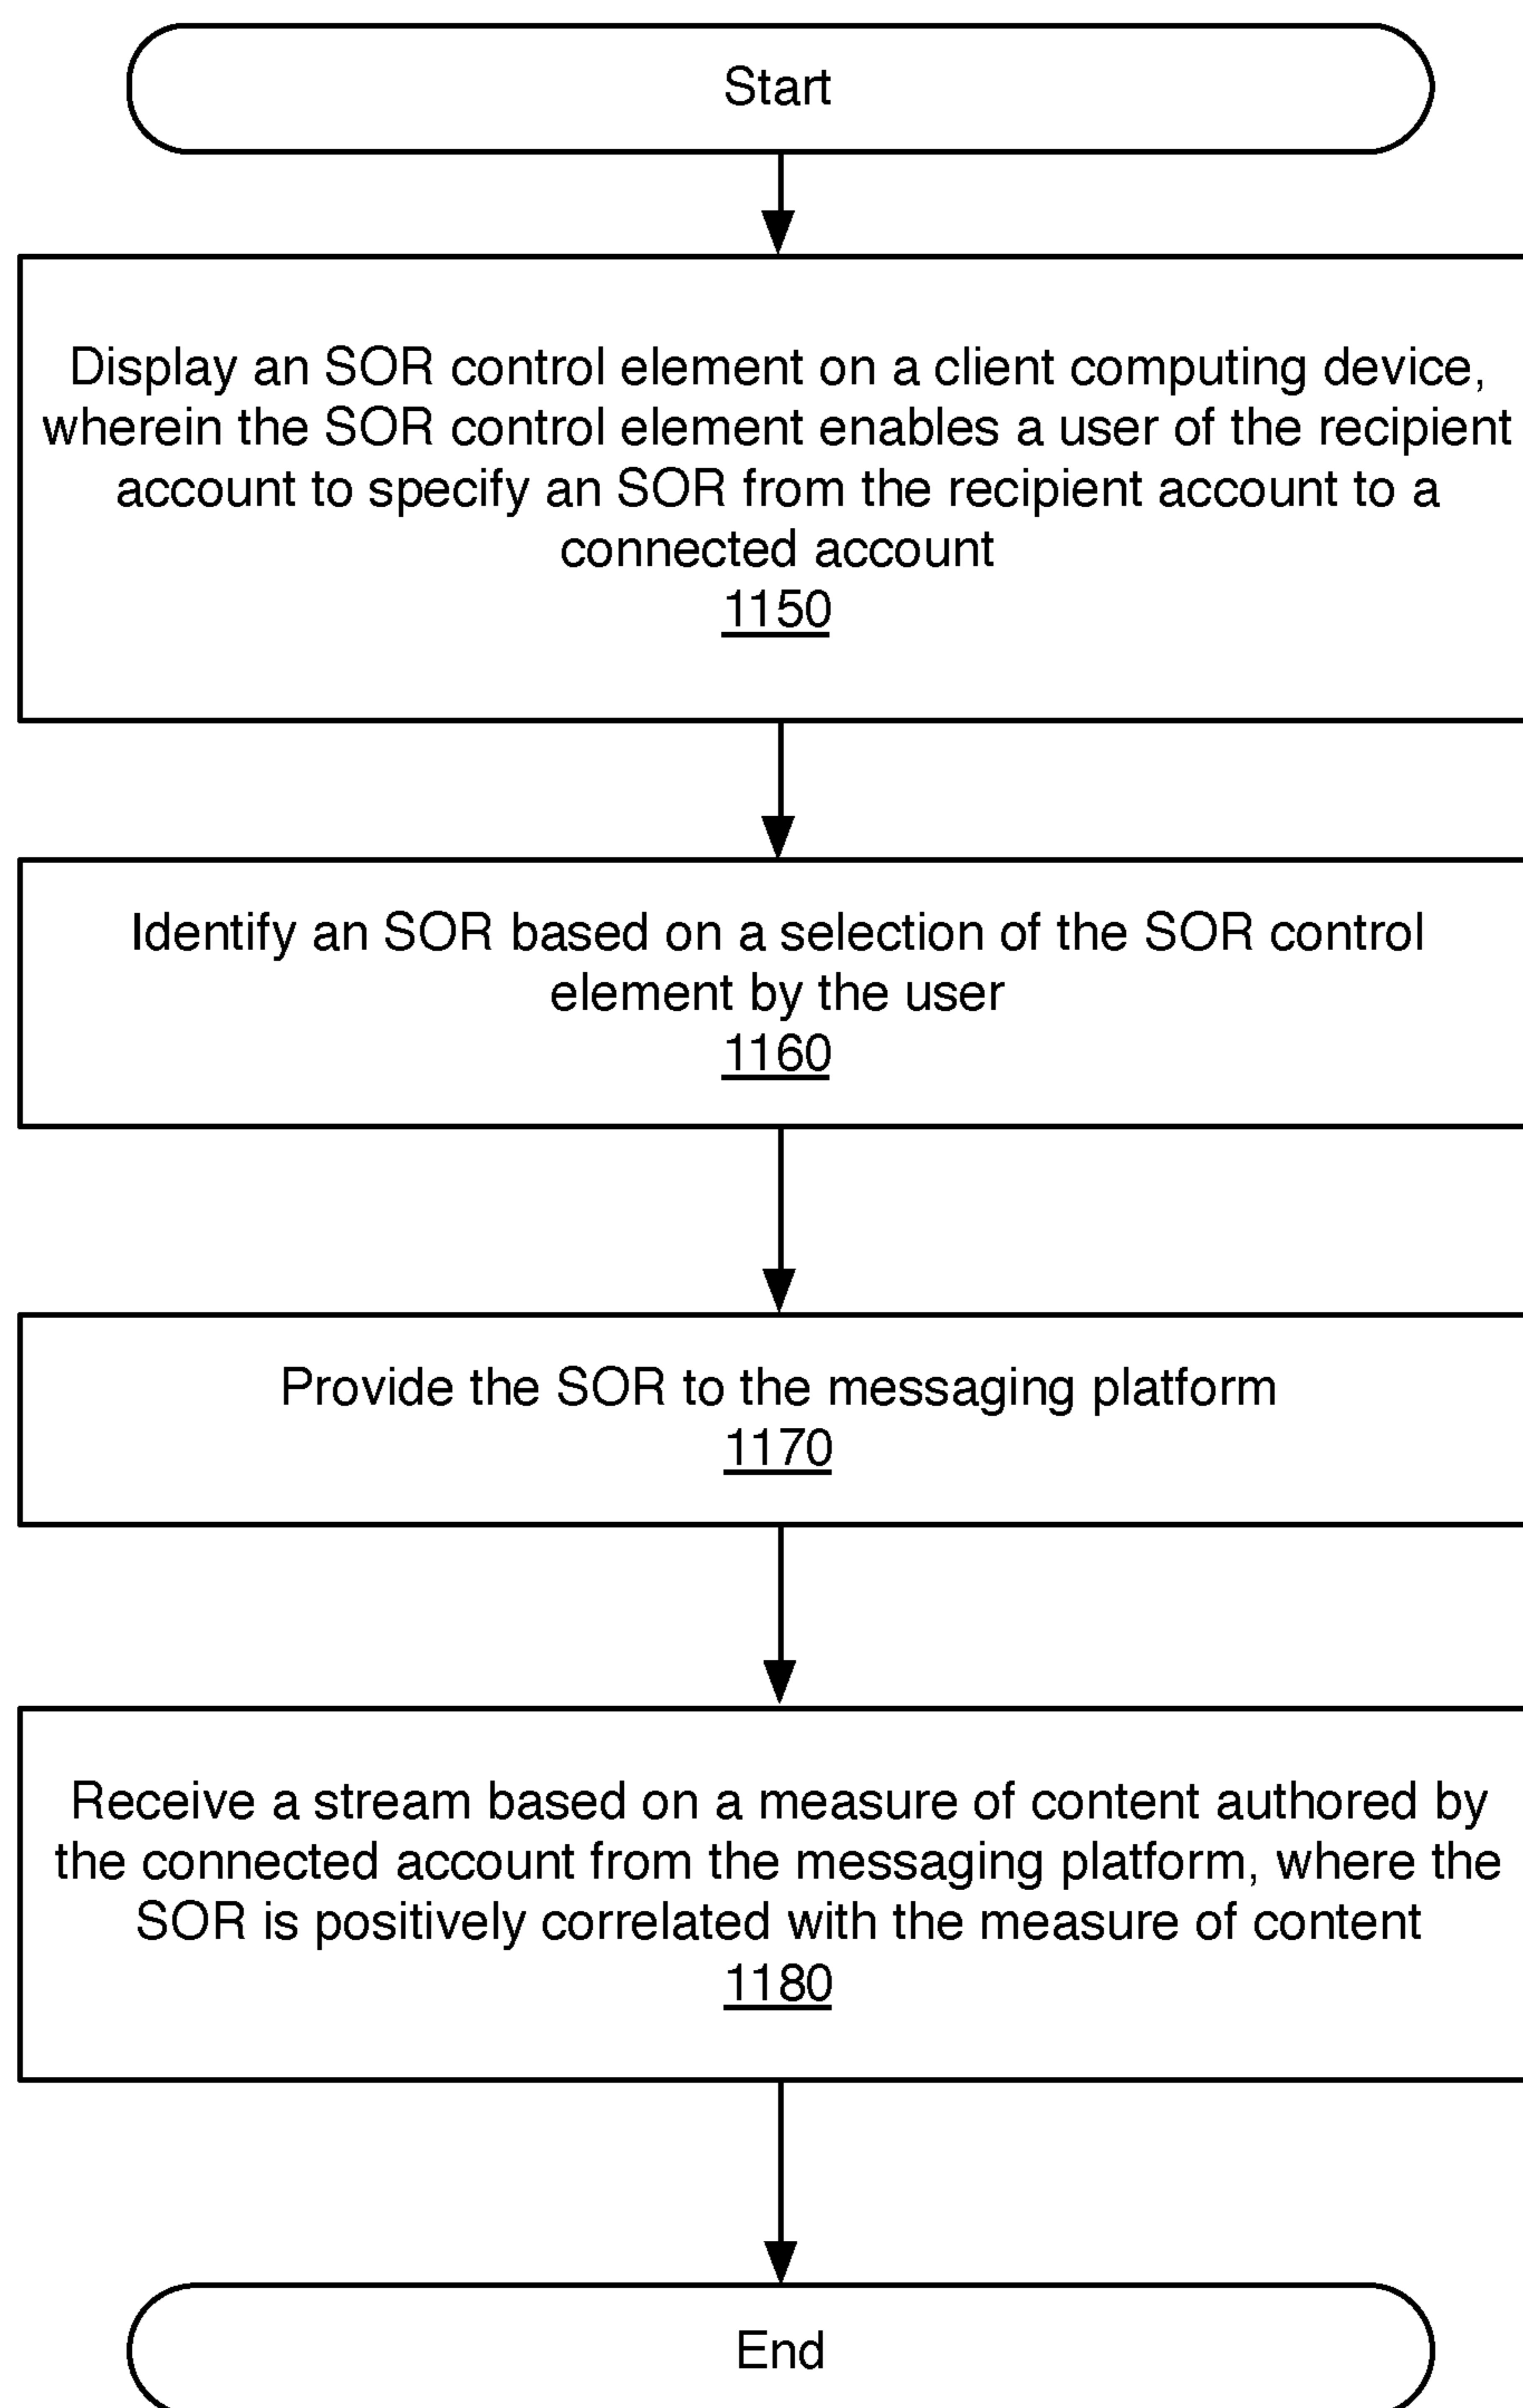 Start
Display an SOR control element on a client computing device,
wherein the SOR control element enables a user of the recipient
account to specify an SOR from the recipient account to a
connected account
1150
Identify an SOR based on a selection of the SOR control
element by the user
1160
Provide the SOR to the messaging platform
1170
Receive a stream based on a measure of content authored by
the connected account from the messaging platform, where the
SOR is positively correlated with the measure of content
1180
End